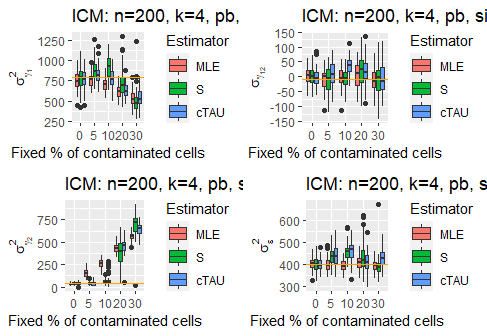 ICM: n=200, k=4, pb,
σ²γ₁
1250
1000
750
500
250
0 5 10 20 30
Fixed % of contaminated cells
Estimator
MLE
S
cTAU
ICM: n=200, k=4, pb, si
σγ₁₂
150
100
50
0
-50
-100
-150
0 5 10 20 30
Fixed % of contaminated cells
Estimator
MLE
S
cTAU
ICM: n=200, k=4, pb, s
σ²γ₂
750
500
250
0
0 5 10 20 30
Fixed % of contaminated cells
Estimator
MLE
S
cTAU
ICM: n=200, k=4, pb, s
σ²ε
600
500
400
300
0 5 10 20 30
Fixed % of contaminated cells
Estimator
MLE
S
cTAU